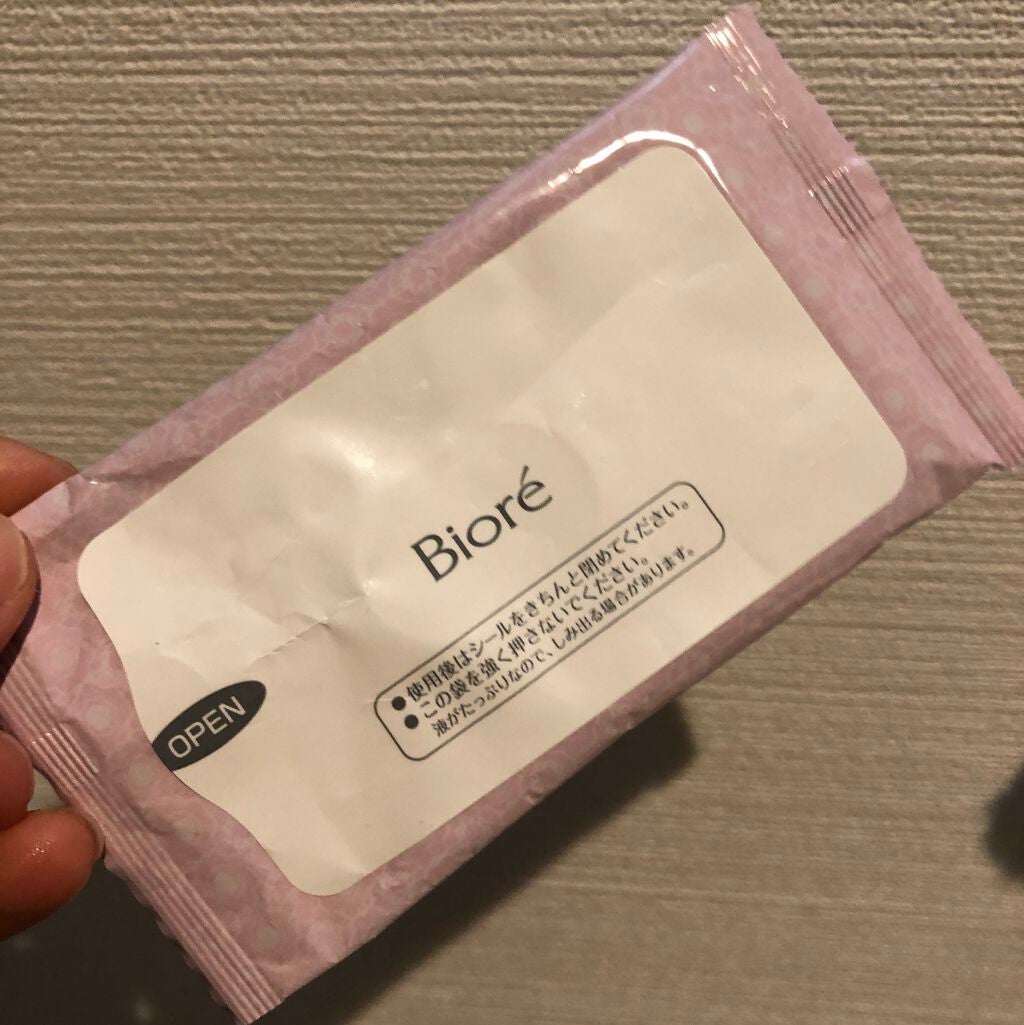 Bioré
●使用後はシールをきちんと閉めてください。
●この袋を強く押さないでください。
液がたっぷりなので、しみ出る場合があります。
OPEN